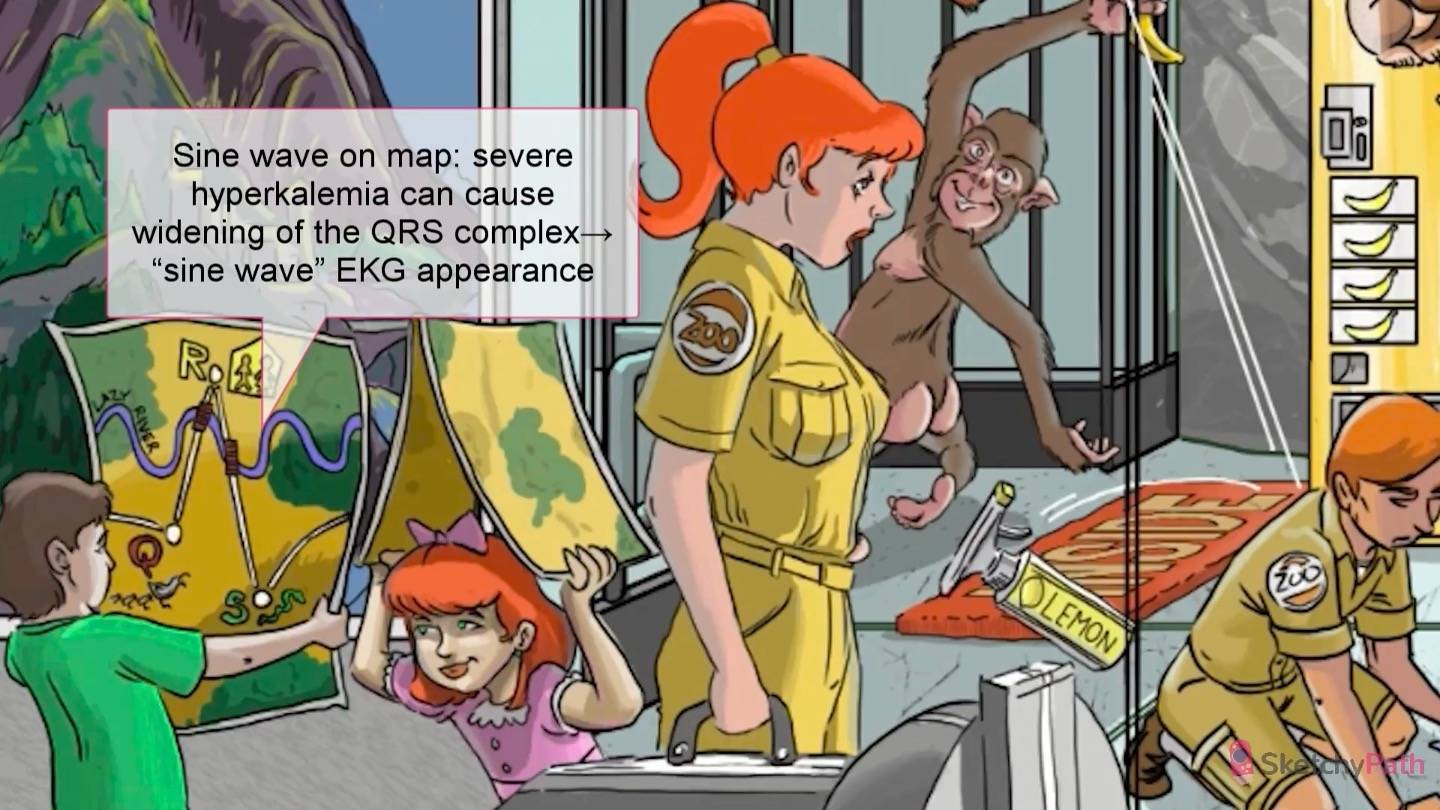 Sine wave on map: severe
hyperkalemia can cause
widening of the QRS complex→
“sine wave” EKG appearance
R
LAZY
RIVER
Q
S
ZOO
LEMON
ZOO
SketchyPath